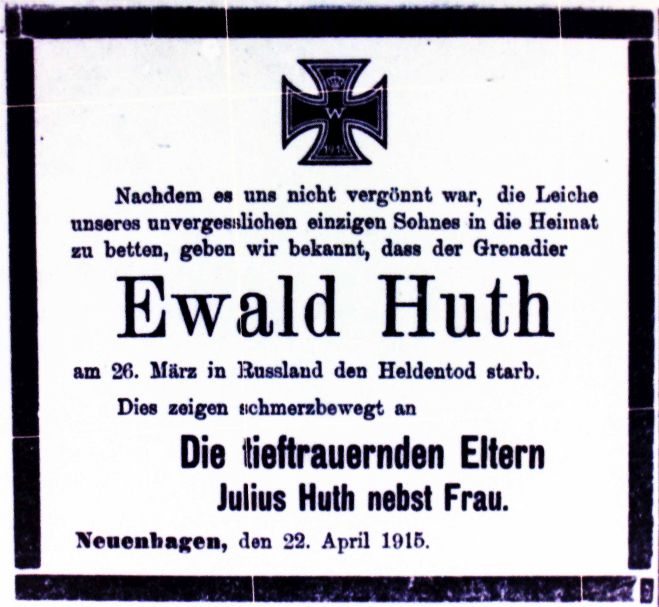 W
1914
Nachdem es uns nicht vergönnt war, die Leiche
unseres unvergesslichen einzigen Sohnes in die Heimat
zu betten, geben wir bekannt, dass der Grenadier
Ewald Huth
am 26. März in Russland den Heldentod starb.
Dies zeigen schmerzbewegt an
Die tieftrauernden Eltern
Julius Huth nebst Frau.
Neuenhagen, den 22. April 1915.